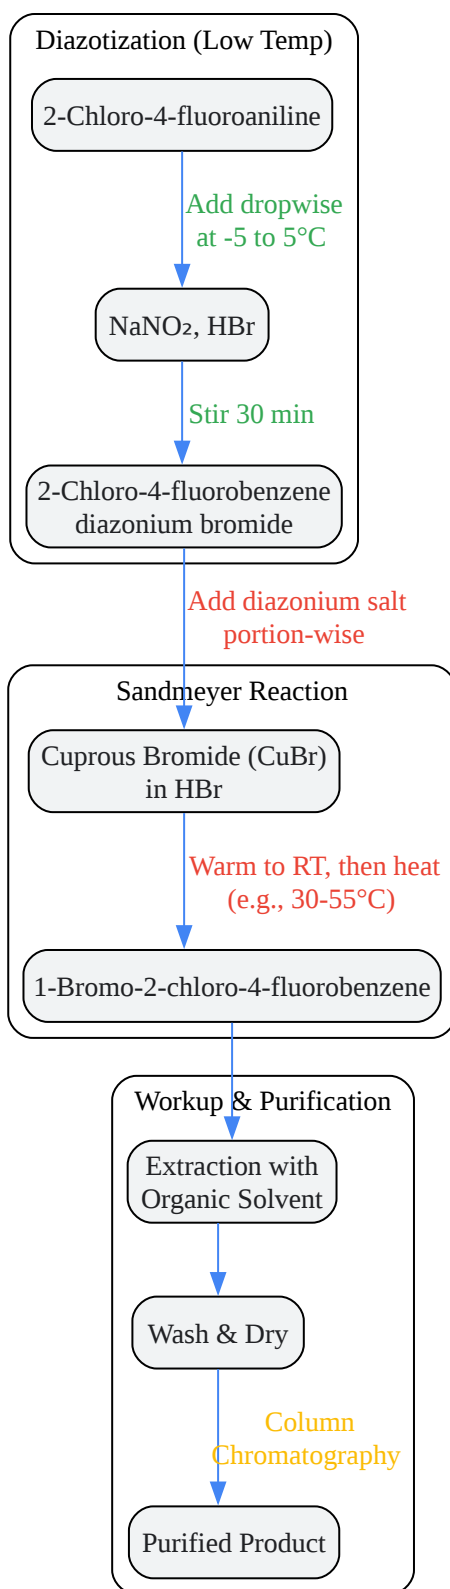 Diazotization (Low Temp)
2-Chloro-4-fluoroaniline
Add dropwise
at -5 to 5°C
NaNO₂, HBr
Stir 30 min
2-Chloro-4-fluorobenzene
diazonium bromide
Add diazonium salt
portion-wise
Sandmeyer Reaction
Cuprous Bromide (CuBr)
in HBr
Warm to RT, then heat
(e.g., 30-55°C)
1-Bromo-2-chloro-4-fluorobenzene
Workup & Purification
Extraction with
Organic Solvent
Wash & Dry
Column
Chromatography
Purified Product